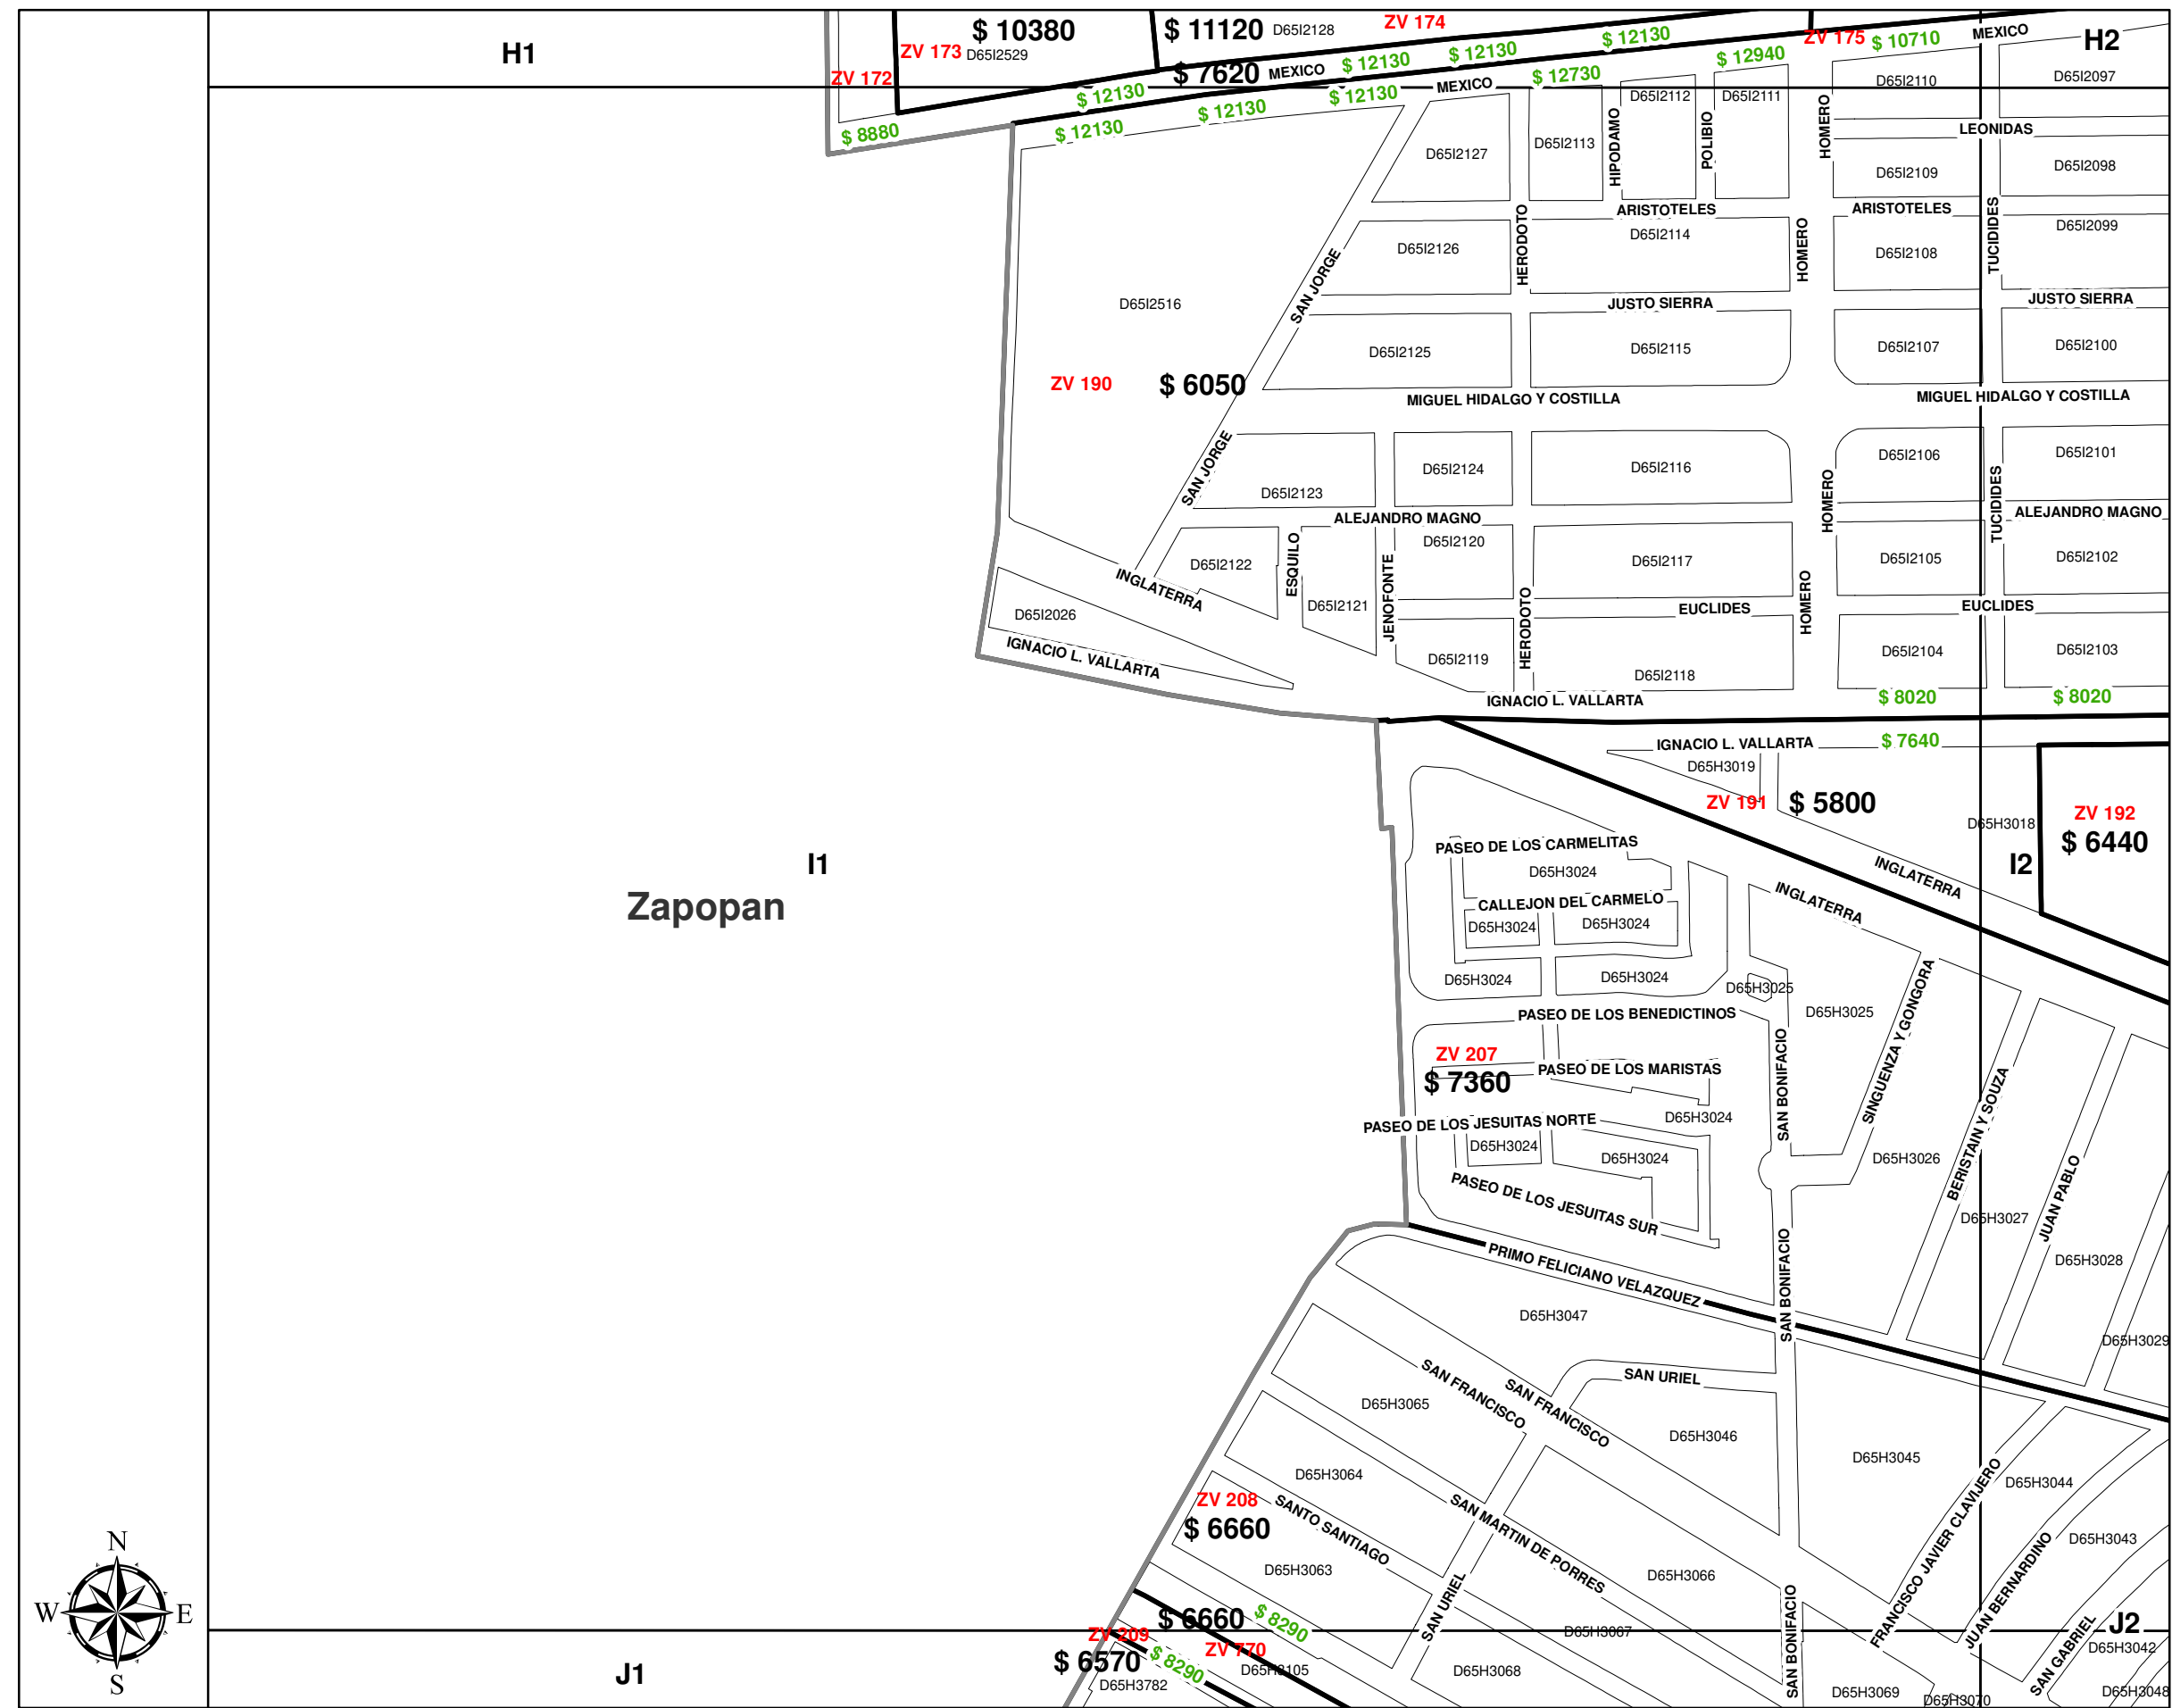 H1
ZV 172
ZV 173
$ 10380
D65I2529
$ 11120
D65I2128
ZV 174
$ 7620
MEXICO
$ 12130
$ 12130
$ 12130
ZV 175
$ 10710
MEXICO
H2
$ 12940
$ 12730
MEXICO
$ 12130
$ 12130
$ 12130
$ 12130
$ 8880
D65I2112
D65I2111
D65I2110
D65I2097
HOMERO
LEONIDAS
D65I2127
D65I2113
HIPODAMO
POLIBIO
D65I2109
D65I2098
ARISTOTELES
ARISTOTELES
HERODOTO
D65I2126
D65I2114
HOMERO
D65I2108
TUCIDIDES
D65I2099
D65I2516
SAN JORGE
JUSTO SIERRA
JUSTO SIERRA
D65I2125
D65I2115
D65I2107
D65I2100
ZV 190
$ 6050
MIGUEL HIDALGO Y COSTILLA
MIGUEL HIDALGO Y COSTILLA
SAN JORGE
D65I2123
D65I2124
D65I2116
HOMERO
D65I2106
TUCIDIDES
D65I2101
ALEJANDRO MAGNO
ALEJANDRO MAGNO
D65I2122
ESQUILO
D65I2120
D65I2117
D65I2105
D65I2102
INGLATERRA
D65I2121
JENOFONTE
HERODOTO
EUCLIDES
HOMERO
EUCLIDES
D65I2026
IGNACIO L. VALLARTA
D65I2119
D65I2118
D65I2104
D65I2103
IGNACIO L. VALLARTA
$ 8020
$ 8020
IGNACIO L. VALLARTA
$ 7640
D65H3019
ZV 191
$ 5800
D65H3018
ZV 192
$ 6440
I1
I2
Zapopan
PASEO DE LOS CARMELITAS
D65H3024
INGLATERRA
CALLEJON DEL CARMELO
INGLATERRA
D65H3024
D65H3024
D65H3024
D65H3024
D65H3025
D65H3025
SINGUENZA Y GONGORA
PASEO DE LOS BENEDICTINOS
ZV 207
$ 7360
PASEO DE LOS MARISTAS
SAN BONIFACIO
PASEO DE LOS JESUITAS NORTE
D65H3024
D65H3024
D65H3024
D65H3026
BERISTAIN Y SOUZA
D65H3027
JUAN PABLO
D65H3028
PASEO DE LOS JESUITAS SUR
PRIMO FELICIANO VELAZQUEZ
SAN BONIFACIO
D65H3047
D65H3029
SAN URIEL
SAN FRANCISCO
SAN FRANCISCO
D65H3065
D65H3046
D65H3045
D65H3064
D65H3044
ZV 208
$ 6660
SANTO SANTIAGO
SAN MARTIN DE PORRES
FRANCISCO JAVIER CLAVIJERO
JUAN BERNARDINO
D65H3043
D65H3063
D65H3066
SAN URIEL
SAN BONIFACIO
$ 6660
$ 8290
D65H3067
SAN GABRIEL
J2
ZV 209
ZV 770
D65H3042
J1
$ 6570
$ 8290
D65H3105
D65H3068
D65H3782
D65H3069
D65H3070
D65H3048
N
W
E
S